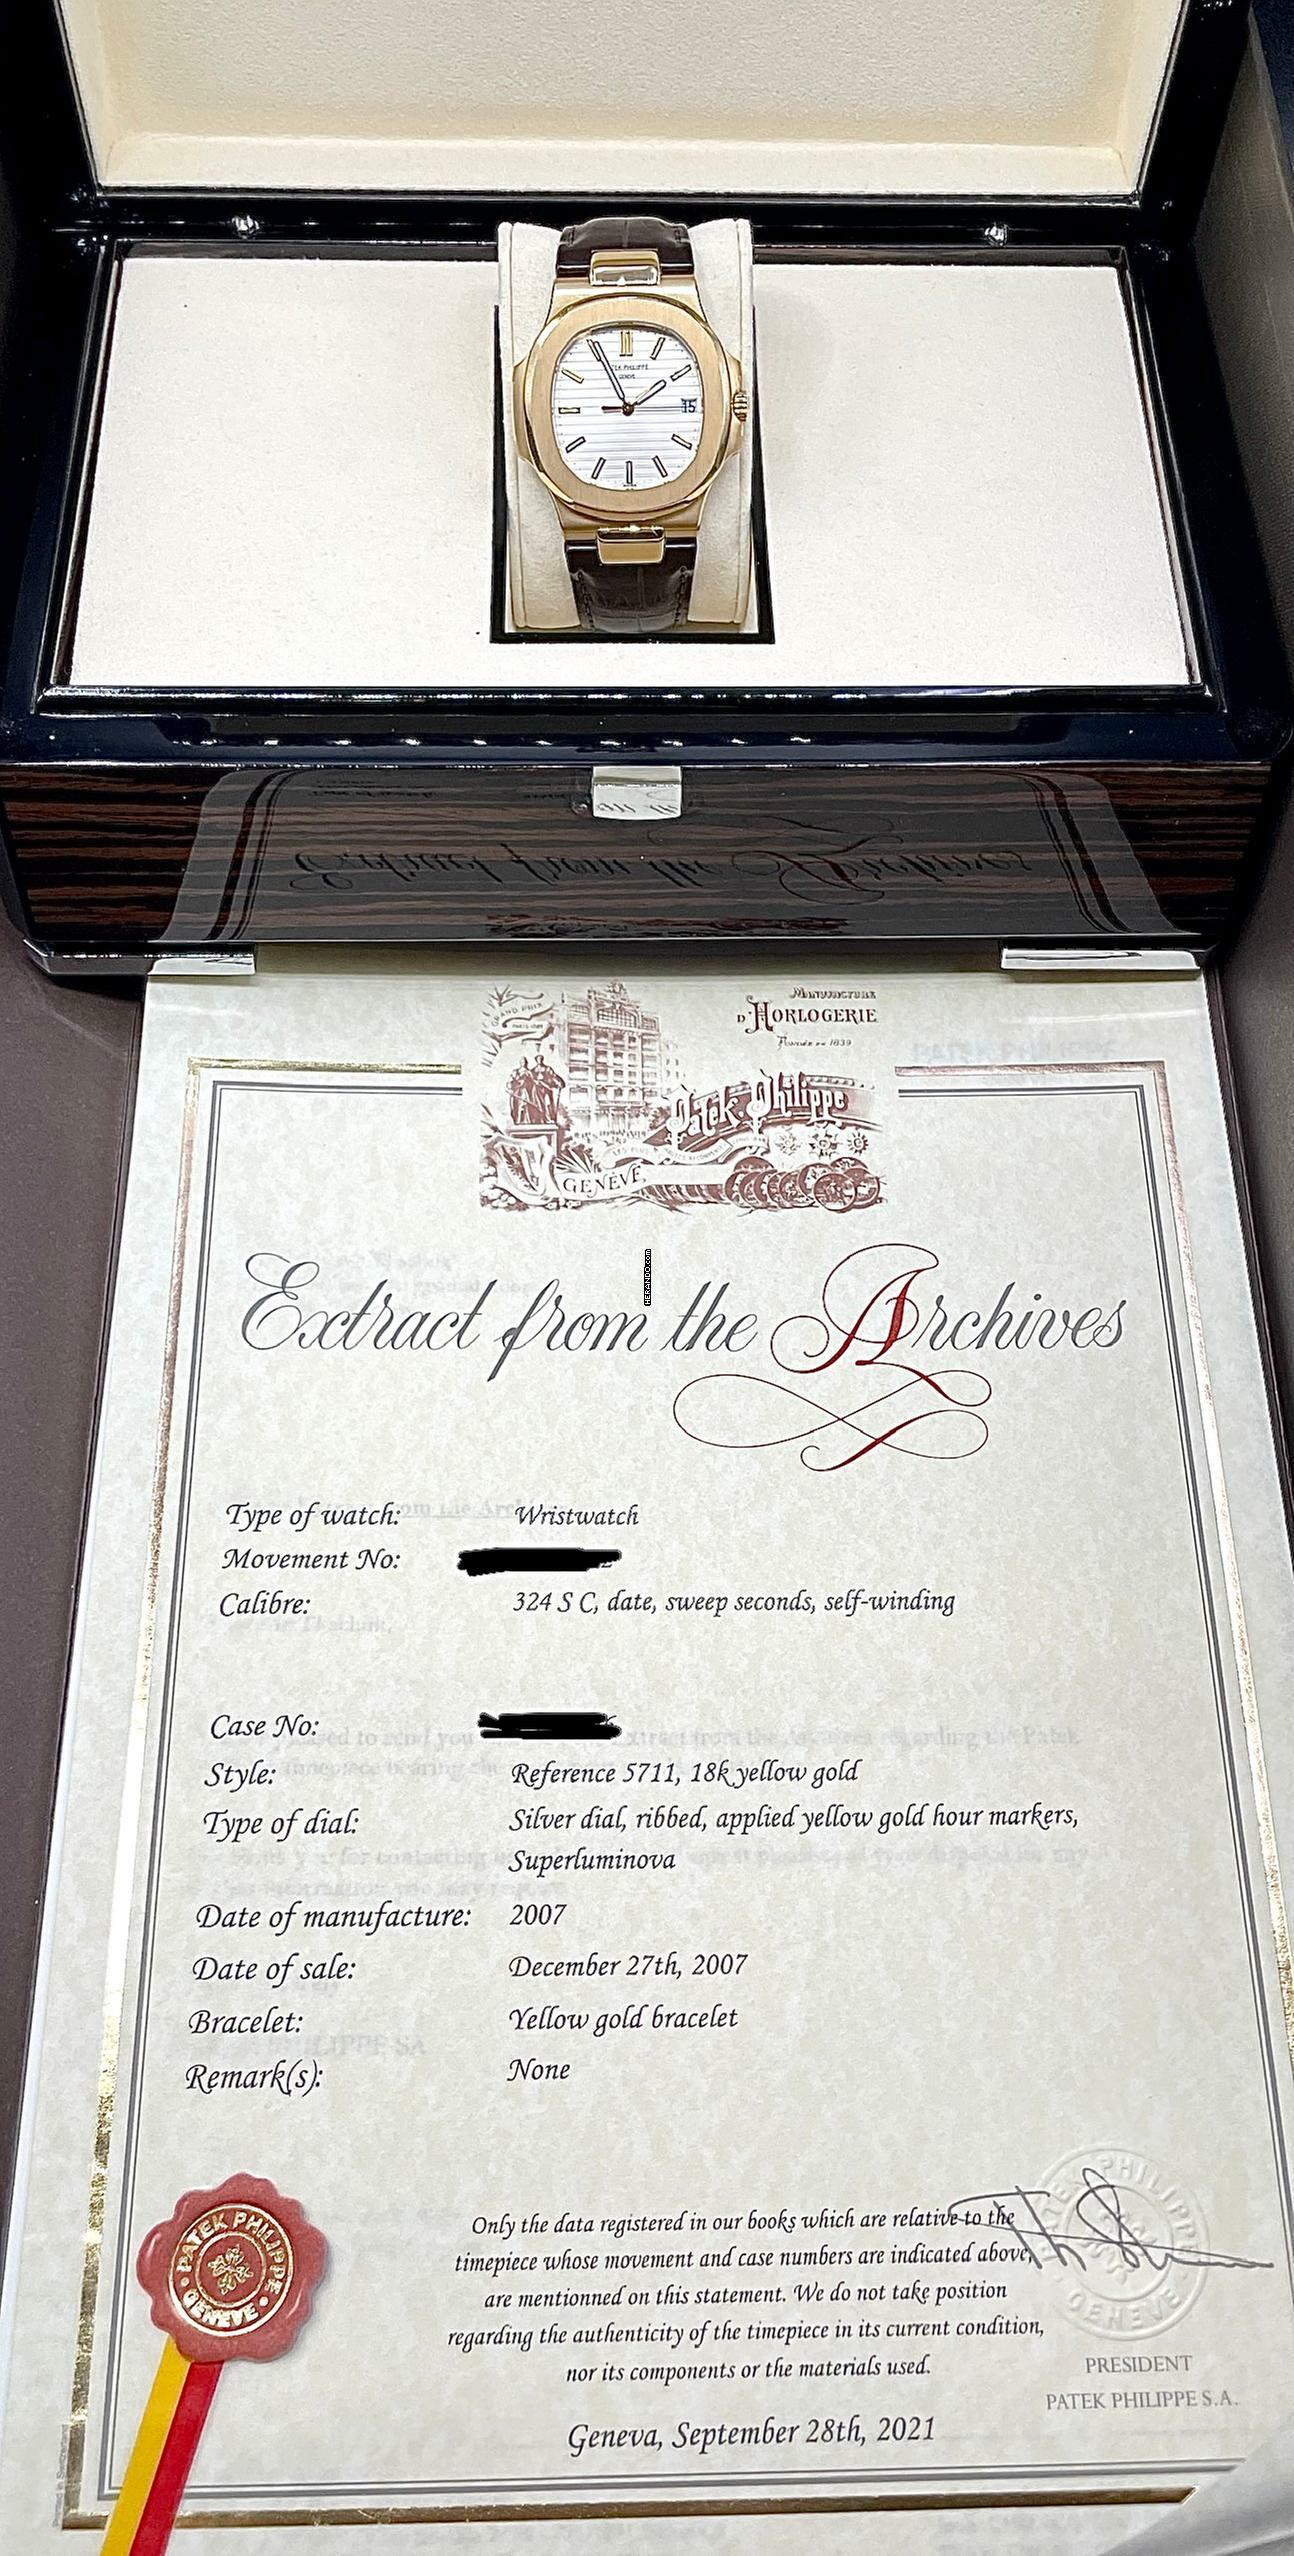 PHILIPPE
GENEVE
15
GRAND PRIX
MANUFACTURE
D'HORLOGERIE
FONDÉE EN 1839
Patek Philippe
GENÈVE
HERANDO.com
Extract from the Archives
Type of watch: Wristwatch
Movement No:
Calibre: 324 S C, date, sweep seconds, self-winding
Case No:
Style: Reference 5711, 18k yellow gold
Type of dial: Silver dial, ribbed, applied yellow gold hour markers,
Superluminova
Date of manufacture: 2007
Date of sale: December 27th, 2007
Bracelet: Yellow gold bracelet
Remark(s): None
PATEK PHILIPPE
GENEVE
Only the data registered in our books which are relative to the
timepiece whose movement and case numbers are indicated above,
are mentionned on this statement. We do not take position
regarding the authenticity of the timepiece in its current condition,
nor its components or the materials used.
PATEK PHILIPPE
GENEVE
PRESIDENT
PATEK PHILIPPE S.A.
Geneva, September 28th, 2021